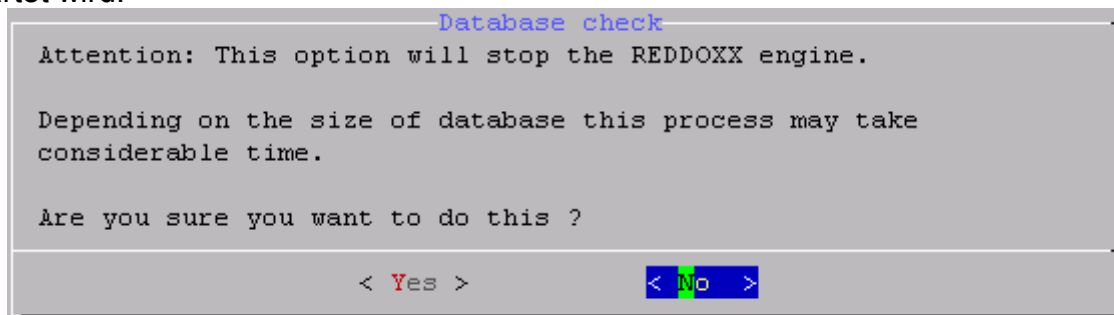 wird.
Database check
Attention: This option will stop the REDDOXX engine.
Depending on the size of database this process may take
considerable time.
Are you sure you want to do this ?
< Yes > < No >